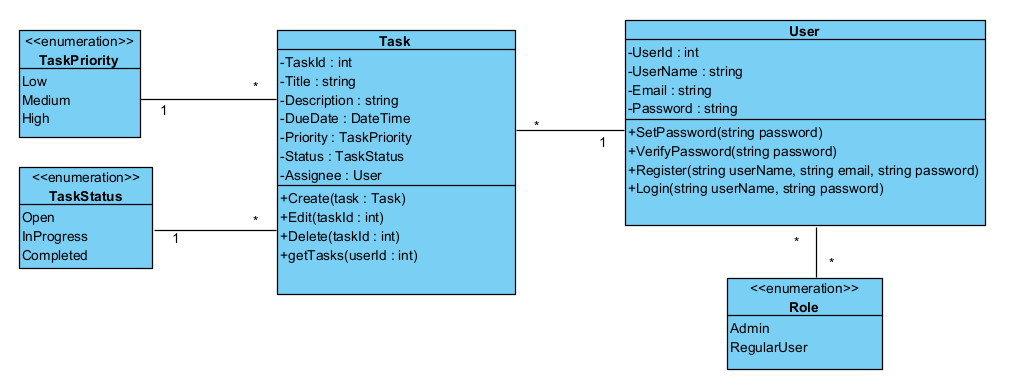 <<enumeration>>
TaskPriority
Low
Medium
High
1
*
<<enumeration>>
TaskStatus
Open
InProgress
Completed
1
*
Task
-TaskId : int
-Title : string
-Description : string
-DueDate : DateTime
-Priority : TaskPriority
-Status : TaskStatus
-Assignee : User
+Create(task : Task)
+Edit(taskId : int)
+Delete(taskId : int)
+getTasks(userId : int)
*
1
User
-UserId : int
-UserName : string
-Email : string
-Password : string
+SetPassword(string password)
+VerifyPassword(string password)
+Register(string userName, string email, string password)
+Login(string userName, string password)
*
*
<<enumeration>>
Role
Admin
RegularUser